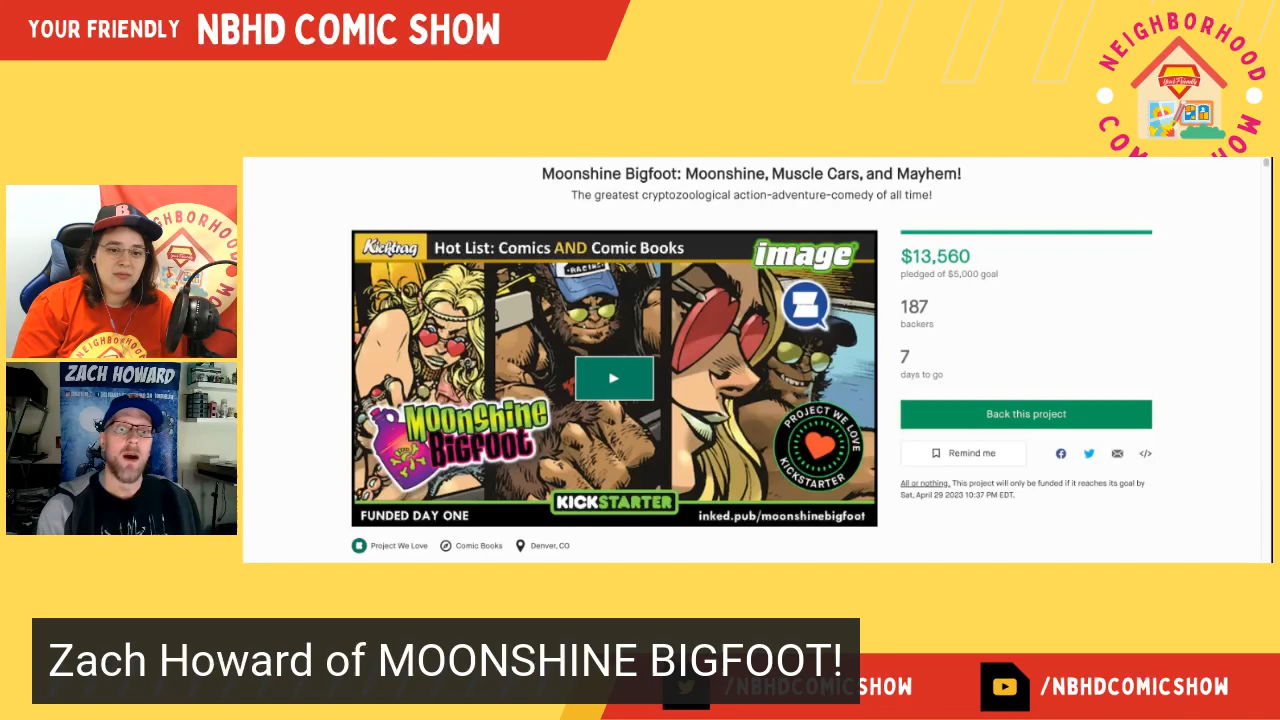 YOUR FRIENDLY NBHD COMIC SHOW
NEIGHBORHOOD
Your Friendly
Moonshine Bigfoot: Moonshine, Muscle Cars, and Mayhem!
The greatest cryptozoological action-adventure-comedy of all time!
Kicktraq Hot List: Comics AND Comic Books
image
RACING
Moonshine
Bigfoot
PROJECT WE LOVE
KICKSTARTER
KICKSTARTER
FUNDED DAY ONE
inked.pub/moonshinebigfoot
Project We Love
Comic Books
Denver, CO
$13,560
pledged of $5,000 goal
187
backers
7
days to go
Back this project
Remind me
All or nothing. This project will only be funded if it reaches its goal by
Sat, April 29 2023 10:37 PM EDT.
NEIGHBORHOOD
B
NEIGHBORHOOD
ZACH HOWARD
Zach Howard of MOONSHINE BIGFOOT!
/NBHDCOMICSHOW
/NBHDCOMICSHOW